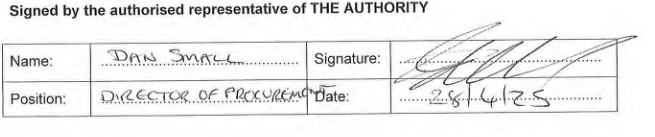 Signed by the authorised representative of THE AUTHORITY
Name: DAN SMALL Signature:
Position: DIRECTOR OF PROCUREMENT Date: 28/4/25